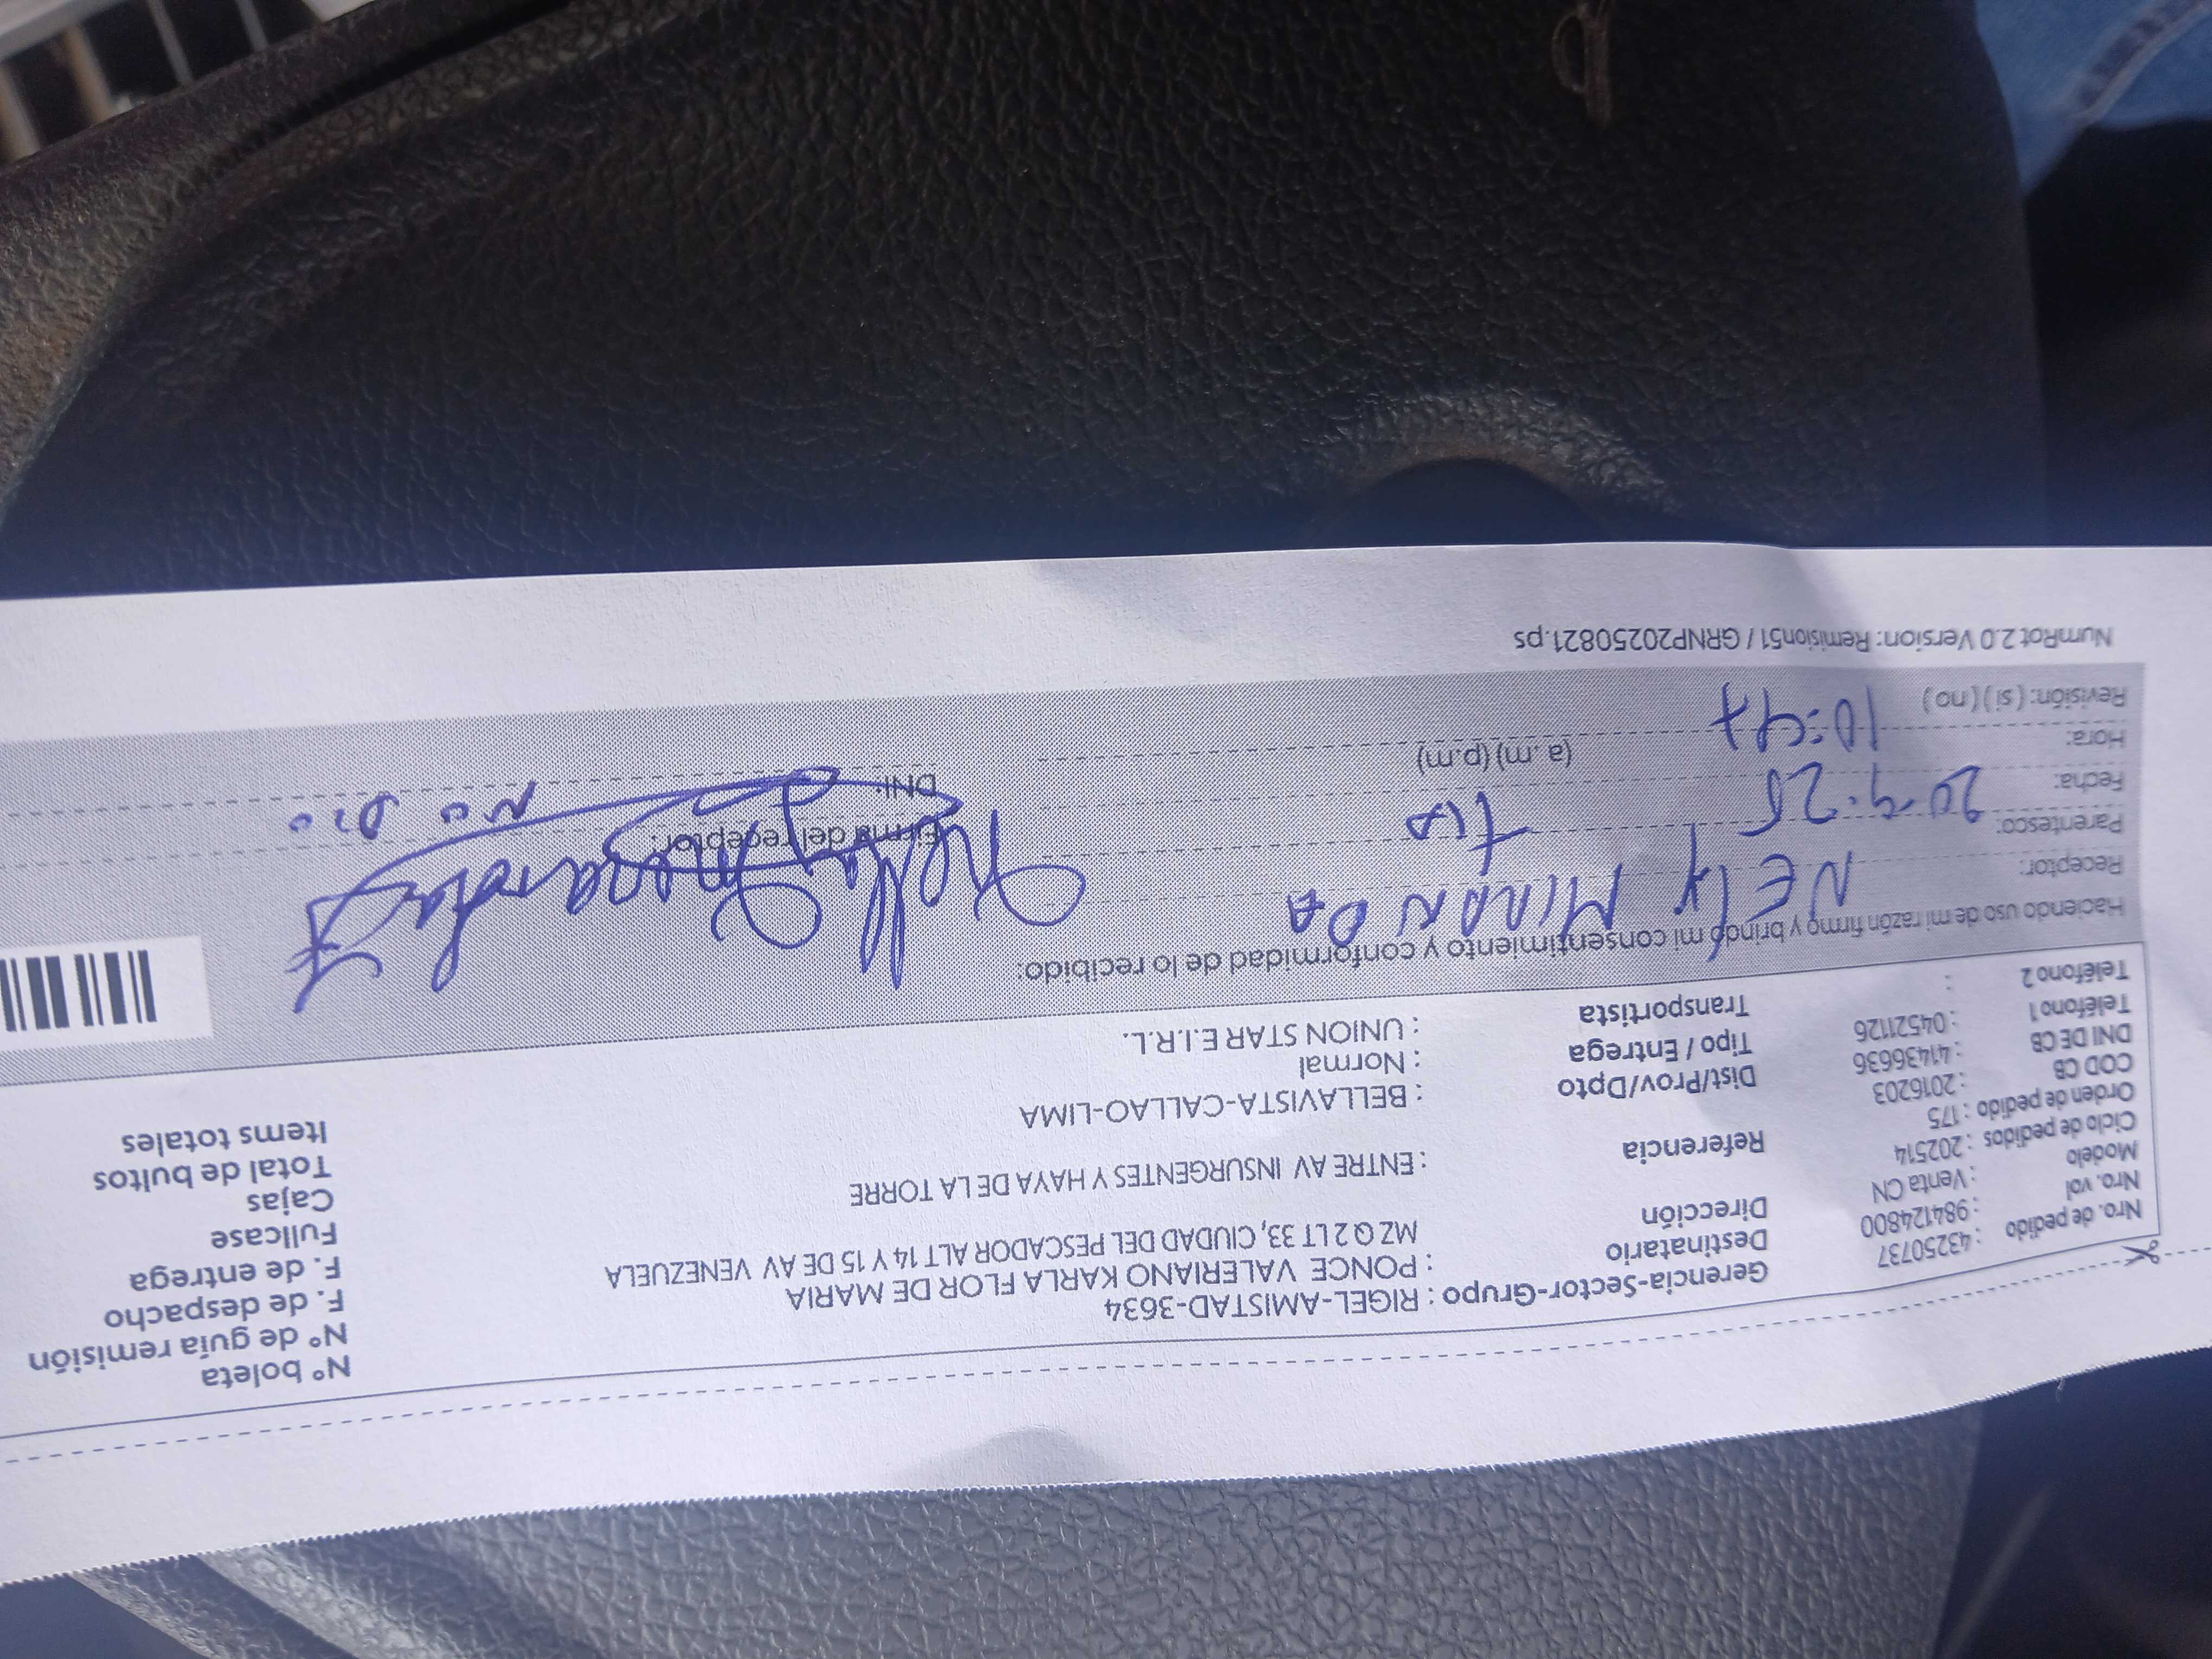 Nro. de pedido : 43250737
Nro. vol : 984124800
Modelo : Venta CN
Ciclo de pedidos : 202514
Orden de pedido : 175
COD CB : 2016203
DNI DE CB : 41436636
Teléfono 1 : 04521126
Teléfono 2 :
Gerencia-Sector-Grupo : RIGEL-AMISTAD-3634
Destinatario : PONCE VALERIANO KARLA FLOR DE MARIA
Dirección MZ Q 2 LT 33, CIUDAD DEL PESCADOR ALT 14 Y 15 DE AV VENEZUELA
Referencia : ENTRE AV INSURGENTES Y HAYA DE LA TORRE
Dist/Prov/Dpto : BELLAVISTA-CALLAO-LIMA
Tipo / Entrega : Normal
Transportista : UNION STAR E.I.R.L.
N° boleta
N° de guía remisión
F. de despacho
F. de entrega
Fullcase
Cajas
Total de bultos
Items totales
Haciendo uso de mi razón firmo y brindo mi consentimiento y conformidad de lo recibido:
Receptor: NELY MIRANDA
Parentesco: TIA
Fecha: 20-9-25
Hora: 10:47 (a.m) (p.m)
Revisión: ( si ) ( no )
Firma del receptor:
DNI: NO DIO
NumRot 2.0 Version: Remision51 / GRNP20250821.ps